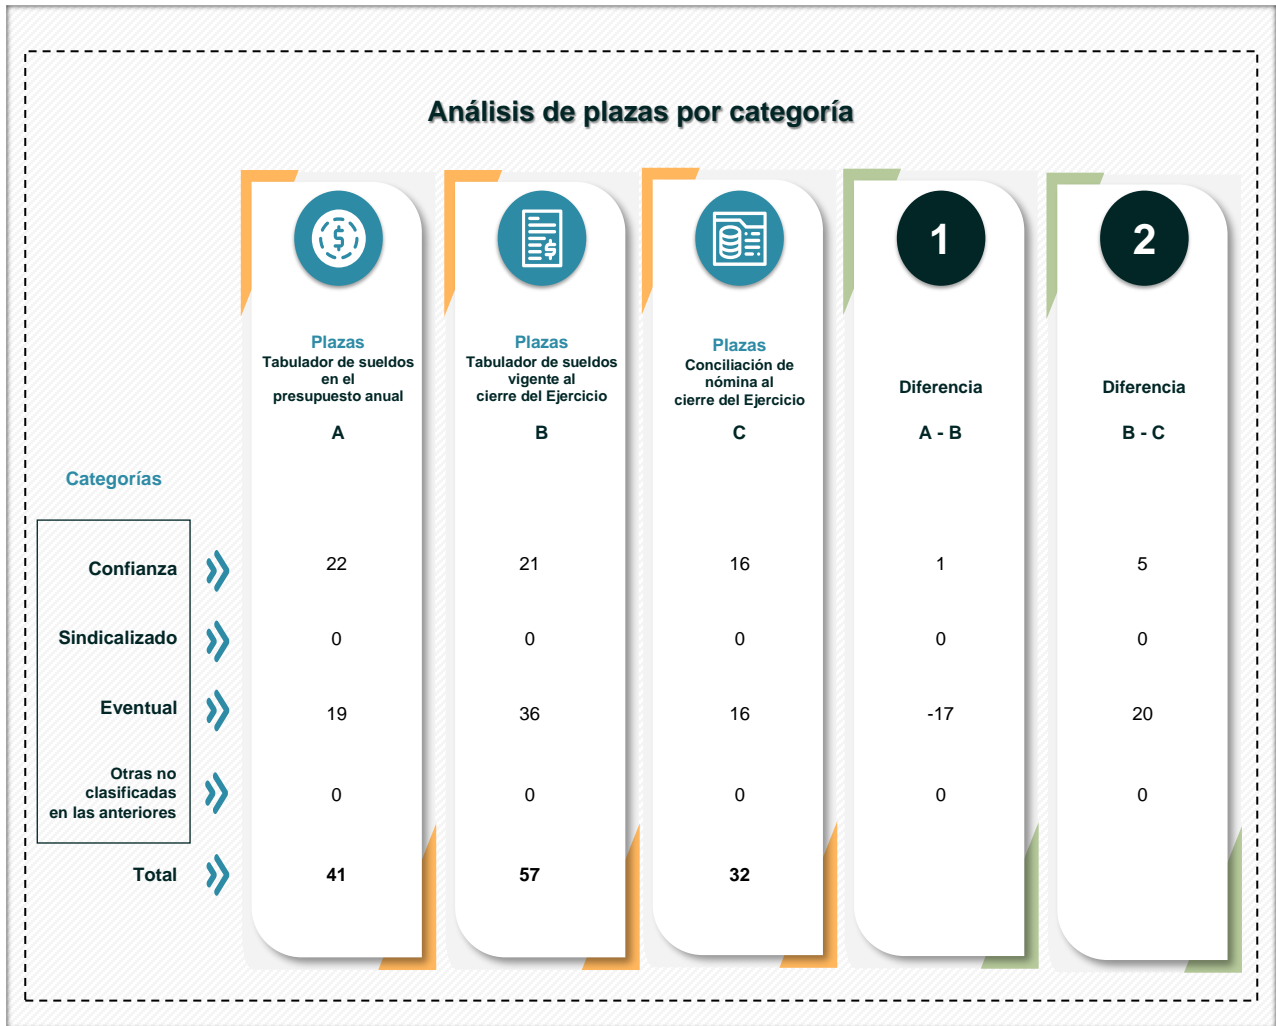 Análisis de plazas por categoría
$
$
1
2
Plazas
Tabulador de sueldos
en el
presupuesto anual
A
Plazas
Tabulador de sueldos
vigente al
cierre del Ejercicio
B
Plazas
Conciliación de
nómina al
cierre del Ejercicio
C
Diferencia
A - B
Diferencia
B - C
Categorías
Confianza 22 21 16 1 5
Sindicalizado 0 0 0 0 0
Eventual 19 36 16 -17 20
Otras no
clasificadas
en las anteriores 0 0 0 0 0
Total 41 57 32